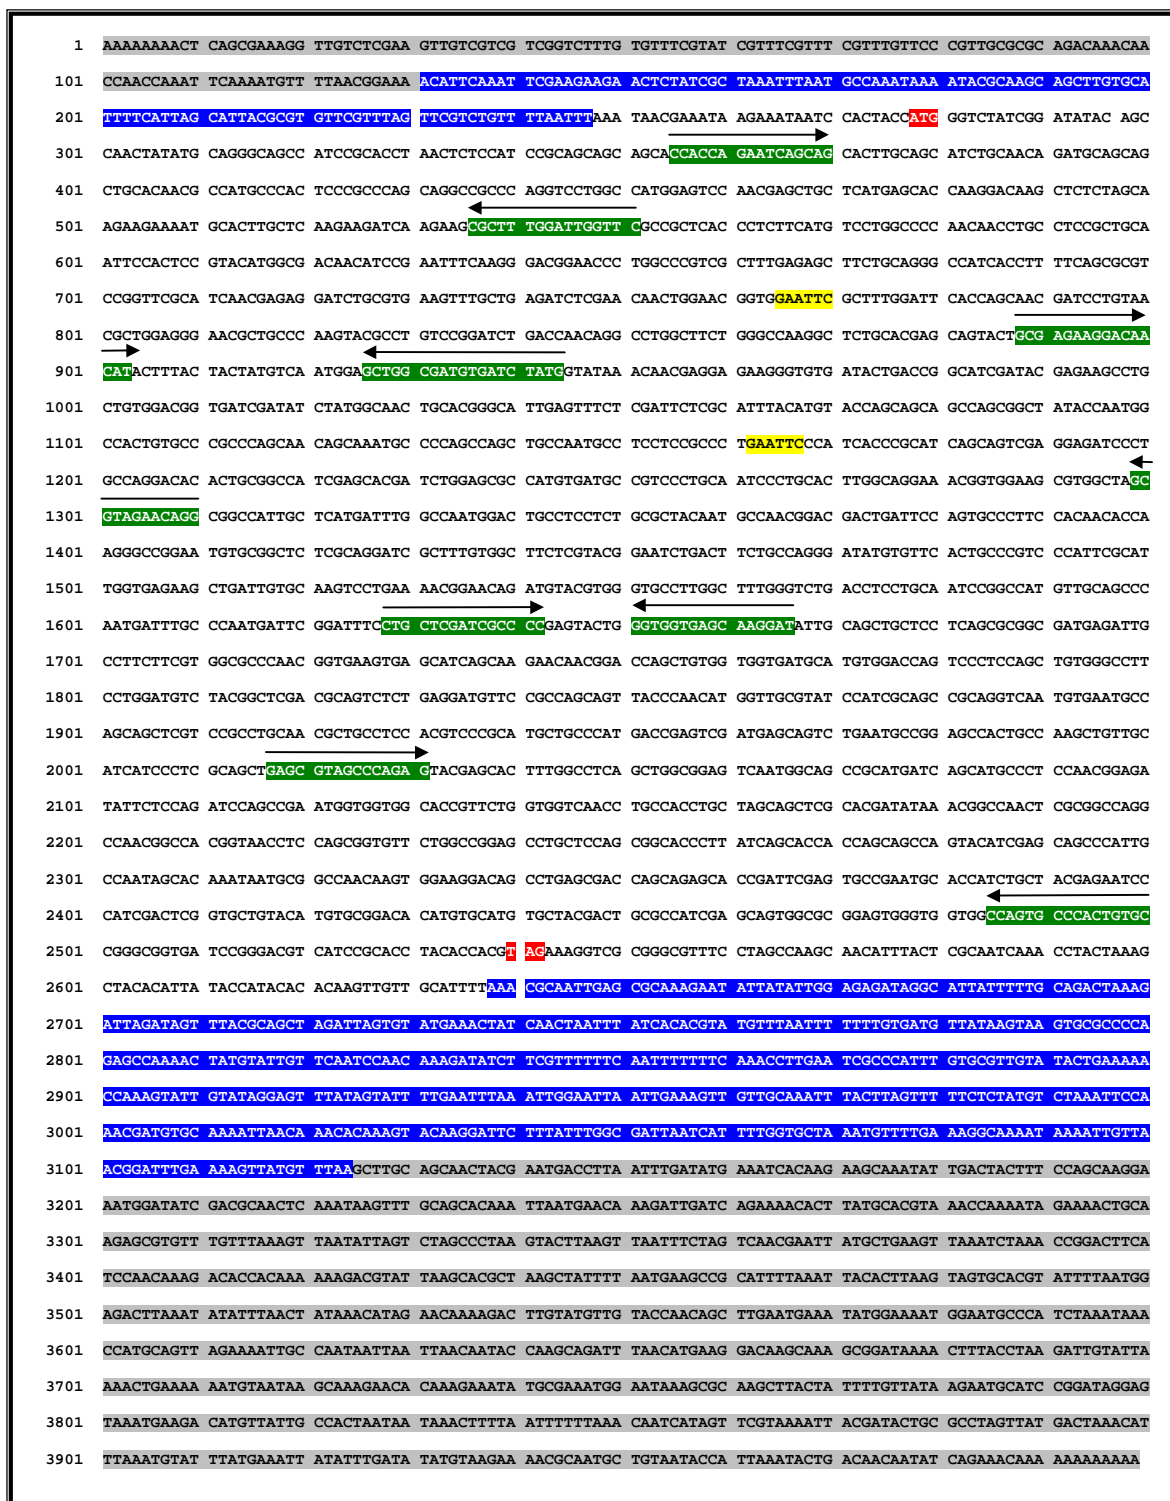 1 AAAAAAAACT CAGCGAAAGG TTGTCTCGAA GTTGTCGTCG TCGGTCTTTG TGTTTCGTAT CGTTTCGTTT CGTTTGTTCC CGTTGCGCGC AGACAAACAA
101 CCAACCAAAT TCAAAATGTT TTAACGGAAA ACATTCAAAT TCGAAGAAGA ACTCTATCGC TAAATTTAAT GCCAAATAAA ATACGCAAGC AGCTTGTGCA
201 TTTTCATTAG CATTACGCGT GTTCGTTTAG TTCGTCTGTT TTAATTTAAA TAACGAAATA AGAAATAATC CACTACCATG GGTCTATCGG ATATAC AGC
301 CAACTATATG CAGGGCAGCC ATCCGCACCT AACTCTCCAT CCGCAGCAGC AGCACCACCA GAATCAGCAG CACTTGCAGC ATCTGCAACA GATGCAGCAG
401 CTGCACAACG CCATGCCCAC TCCCGCCCAG CAGGCCGCCC AGGTCCTGGC CATGGAGTCC AACGAGCTGC TCATGAGCAC CAAGGACAAG CTCTCTAGCA
501 AGAAGAAAAT GCACTTGCTC AAGAAGATCA AGAAGCGCTT TGGATTGGTTC GCCGCTCAC CCTCTTCATG TCCTGGCCCC AACAACCTGC CCTCCGCTGCA
601 ATTCCACTCC GTACATGGCG ACAACATCCG AATTTCAAGG GACGGAACCC TGGCCCGTCG CTTTGAGAGC TTCTGCAGGG CCATCACCTT TTCAGCGCGT
701 CCGGTTCGCA TCAACGAGAG GATCTGCGTG AAGTTTGCTG AGATCTCGAA CAACTGGAAC GGTGGAATTC GCTTTGGATT CACCAGCAAC GATCCTGTAA
801 CGCTGGAGGG AACGCTGCCC AAGTACGCCT GTCCGGATCT GACCAACAGG CCTGGCTTCT GGGCCAAGGC TCTGCACGAG CAGTACTGCG AGAAGGACAA
901 CATACTTTAC TACTATGTCA ATGGAGCTGG CGATGTGATC TATGGTATAA ACAACGAGGA GAAGGGTGTG ATACTGACCG GCATCGATAC GAGAAGCCTG
1001 CTGTGGACGG TGATCGATAT CTATGGCAAC TGCACGGGCA TTGAGTTTCT CGATTCTCGC ATTTACATGT ACCAGCAGCA GCCAGCGGCT ATACCAATGG
1101 CCACTGTGCC CGCCCAGCAA CAGCAAATGC CCCAGCCAGC TGCCAATGCC TCCTCCGCCC TGAATTCCCA TCACCCGCAT CAGCAGTCGA GGAGATCCCT
1201 GCCAGGACAC ACTGCGGCCA TCGAGCACGA TCTGGAGCGC CATGTGATGC CGTCCCTGCA ATCCCTGCAC TTGGCAGGAA ACGGTGGAAG CGTGGCTAGC
1301 GTAGAACAGG CGGCCATTGC TCATGATTTG GCCAATGGAC TGCCTCCTCT GCGCTACAAT GCCAACGGAC GACTGATTCC AGTGCCCTTC CACAACACCA
1401 AGGGCCGGAA TGTGCGGCTC TCGCAGGATC GCTTTGTGGC TTCTCGTACG GAATCTGACT TCTGCCAGGG ATATGTGTTC ACTGCCCGTC CCATTCGCAT
1501 TGGTGAGAAG CTGATTGTGC AAGTCCTGAA AACGGAACAGA TGTACGTGG GTGCCTTGGC TTTGGGTCTG ACCTCCTGCA ATCCGGCCAT GTTGCAGCCC
1601 AATGATTTGC CCAATGATTC GGATTTCCTG CTCGATCGCC CCGAGTACTG GGTGGTGAGC AAGGATATTG CAGCTGCTCC TCAGCGCGGC GATGAGATTG
1701 CCTTCTTCGT GGCGCCCAAC GGTGAAGTGA GCATCAGCAA GAACAACGGA CCAGCTGTGG TGGTGATGCA TGTGGACCAG TCCCTCCAGC TGTGGGCCTT
1801 CCTGGATGTC TACGGCTCGA CGCAGTCTCT GAGGATGTTC CGCCAGCAGT TACCCAACAT GGTTGCGTAT CCATCGCAGC CGCAGGTCAA TGTGAATGCC
1901 AGCAGCTCGT CCGCCTGCAA CGCTGCCTCC ACGTCCCGCA TGCTGCCCAT GACCGAGTCGA TGAGCAGTC TGAATGCCGG AGCCACTGCC AAGCTGTTGC
2001 ATCATCCCTC GCAGCTGAGC GTAGCCCAGAG TACGAGCAC TTTGGCCTCA GCTGGCGGAG TCAATGGCAG CCGCATGATC AGCATGCCCT CCAACGGAGA
2101 TATTCTCCAG ATCCAGCCGA ATGGTGGTGG CACCGTTCTG GTGGTCAACC TGCCACCTGC TAGCAGCTCG CACGATATAA ACGGCCAACT CGCGGCCAGG
2201 CCAACGGCCA CGGTAACCTC CAGCGGTGTT CTGGCCGGAG CCTGCTCCAG CGGCACCCTT ATCAGCACCA CCAGCAGCCA GTACATCGAG CAGCCCATTG
2301 CCAATAGCAC AAATAATGCG GCCAACAAGT GGAAGGACAG CCTGAGCGAC CAGCAGAGCA CCGATTCGAG TGCCGAATGC ACCATCTGCT ACGAGAATCC
2401 CATCGACTCG GTGCTGTACA TGTGCGGACA CATGTGCATG TGCTACGACT GCGCCATCGA GCAGTGGCGC GGAGTGGGTG GTGGCCAGTG CCCACTGTGC
2501 CGGGCGGTGA TCCGGGACGT CATCCGCACC TACACCACGT AGAAAGGTCG CGGGCGTTTC CTAGCCAAGC AACATTTACT CGCAATCAAA CCTACTAAAG
2601 CTACACATTA TACCATACAC ACAAGTTGTT GCATTTTAAA CGCAATTGAG CGCAAAGAAT ATTATATTGG AGAGATAGGC ATTATTTTTG CAGACTAAAG
2701 ATTAGATAGT TTACGCAGCT AGATTAGTGT ATGAAACTAT CAACTAATTT ATCACACGTA TGTTTAATTT TTTTGTGATG TTATAAGTAA GTGCGCCCCA
2801 GAGCCAAAAC TATGTATTGT TCAATCCAAC AAAGATATCTT CGTTTTTTC AATTTTTTTC AAACCTTGAA TCGCCCATTT GTGCGTTGTA TACTGAAAAA
2901 CCAAAGTATT GTATAGGAGT TTATAGTATT TTGAATTTAA ATTGGAATTA ATTGAAAGTT GTTGCAAATT TACTTAGTTT TTCTCTATGT CTAAATTCCA
3001 AACGATGTGC AAAATTAACA AACACAAAGT ACAAGGATTC TTTATTTGGC GATTAATCAT TTTGGTGCTA AATGTTTTGA AAGGCAAAAT AAAATTGTTA
3101 ACGGATTTGA AAAGTTATGT TTAAGCTTGC AGCAACTACG AATGACCTTA ATTTGATATG AAATCACAAG AAGCAAATAT TGACTACTTT CCAGCAAGGA
3201 AATGGATATC GACGCAACTC AAATAAGTTT GCAGCACAAA TTAATGAACA AAGATTGATC AGAAAACACT TATGCACGTA AACCAAAATA GAAAACTGCA
3301 AGAGCGTGTT TGTTTAAAGT TAATATTAGT CTAGCCCTAA GTACTTAAGT TAATTTCTAG TCAACGAATT ATGCTGAAGT TAAATCTAAA CCGGACTTCA
3401 TCCAACAAAG ACACCACAAA AAAGACGTAT TAAGCACGCT AAGCTATTTT AATGAAGCCG CATTTTAAAT TACACTTAAG TAGTGCACGT ATTTTAATGG
3501 AGACTTAAAT ATATTTAACT ATAAACATAG AACAAAAGAC TTGTATGTTG TACCAACAGC TTGAATGAAA TATGGAAAAT GGAATGCCCA TCTAAATAAA
3601 CCATGCAGTT AGAAAATTGCC AATAATTAA TTAACAATAC CAAGCAGATT TAACATGAAG GACAAGCAAA GCGGATAAAA CTTTACCTAA GATTGTATTA
3701 AAACTGAAAA AATGTAATAA GCAAAGAACA CAAAGAAATA TGCGAAATGG AATAAAGCGC AAGCTTACTA TTTTGTTATA AGAATGCATC CGGATAGGAG
3801 TAAATGAAGA CATGTTATTG CCACTAATAA TAAACTTTTA ATTTTTTAAA CAATCATAGT TCGTAAAATT ACGATACTGC GCCTAGTTAT GACTAAACAT
3901 TTAAATGTAT TTATGAAATT ATATTTGATA TATGTAAGAA AACGCAATGC TGTAATACCA TTAAATACTG ACAACAATAT CAGAAACAAA AAAAAAAAA